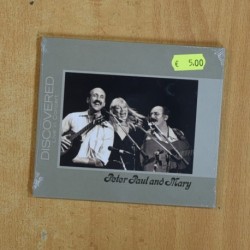 € 5.00
DISCOVERED
Peter Paul and Mary